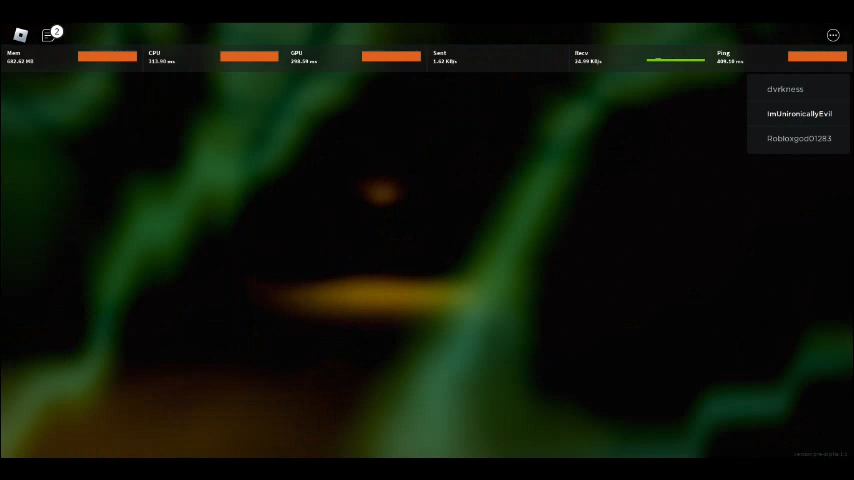 2
Mem CPU GPU Sent Recv Ping
682.62 MB 313.90 ms 298.59 ms 1.62 KB/s 24.99 KB/s 409.18 ms
dvrkness
ImUnironicallyEvil
Robloxgod01283